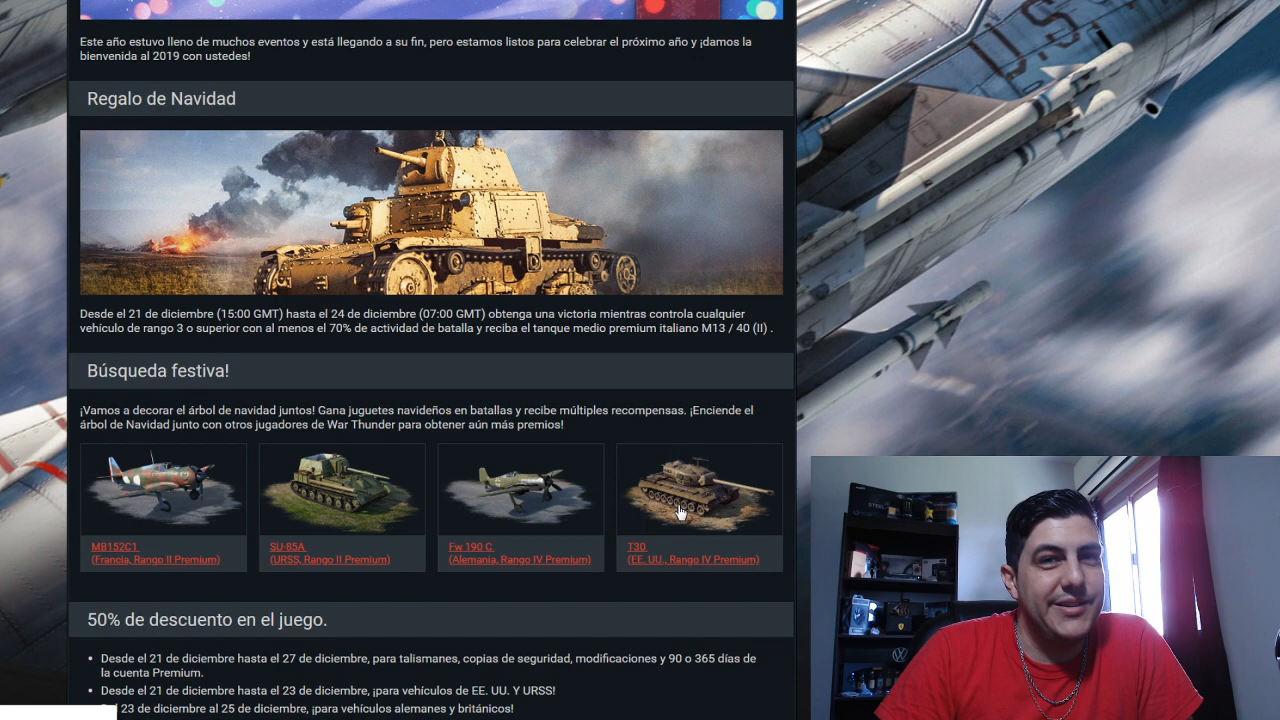 Este año estuvo lleno de muchos eventos y está llegando a su fin, pero estamos listos para celebrar el próximo año y ¡damos la
bienvenida al 2019 con ustedes!
Regalo de Navidad
Desde el 21 de diciembre (15:00 GMT) hasta el 24 de diciembre (07:00 GMT) obtenga una victoria mientras controla cualquier
vehículo de rango 3 o superior con al menos el 70% de actividad de batalla y reciba el tanque medio premium italiano M13 / 40 (II) .
Búsqueda festiva!
¡Vamos a decorar el árbol de navidad juntos! Gana juguetes navideños en batallas y recibe múltiples recompensas. ¡Enciende el
árbol de Navidad junto con otros jugadores de War Thunder para obtener aún más premios!
MB152C1
(Francia, Rango II Premium)
SU-85A
(URSS, Rango II Premium)
Fw 190 C
(Alemania, Rango IV Premium)
T30
(EE. UU., Rango IV Premium)
50% de descuento en el juego.
• Desde el 21 de diciembre hasta el 27 de diciembre, para talismanes, copias de seguridad, modificaciones y 90 o 365 días de
la cuenta Premium.
• Desde el 21 de diciembre hasta el 23 de diciembre, ¡para vehículos de EE. UU. Y URSS!
23 de diciembre al 25 de diciembre, ¡para vehículos alemanes y británicos!
U.S.